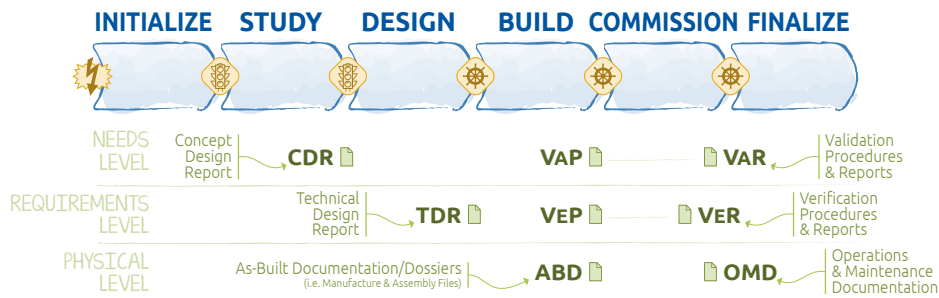 INITIALIZE STUDY DESIGN BUILD COMMISSION FINALIZE
NEEDS
LEVEL
Concept
Design
Report
CDR
VAP
VAR
Validation
Procedures
& Reports
REQUIREMENTS
LEVEL
Technical
Design
Report
TDR
VEP
VER
Verification
Procedures
& Reports
PHYSICAL
LEVEL
As-Built Documentation/Dossiers
(i.e. Manufacture & Assembly Files)
ABD
OMD
Operations
& Maintenance
Documentation